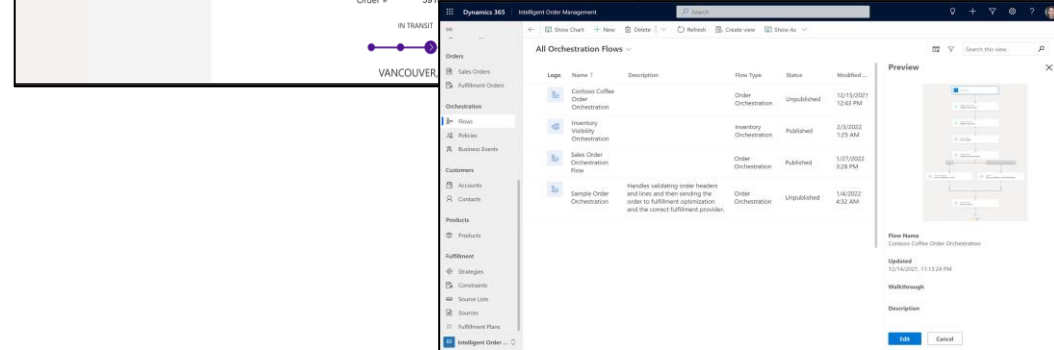 Order #
IN TRANSIT
VANCOUVER,
Dynamics 365
Intelligent Order Management
Search
Show Chart
New
Delete
Refresh
Create view
Show As
All Orchestration Flows
Search this view
Orders
Sales Orders
Fulfillment Orders
Orchestration
Flows
Policies
Business Events
Customers
Accounts
Contacts
Products
Products
Fulfillment
Strategies
Constraints
Source Lists
Sources
Fulfillment Plans
Intelligent Order ...
Logo Name ↑ Description Flow Type Status Modified ...
Contoso Coffee
Order
Orchestration
Order
Orchestration
Unpublished
12/15/2021
12:43 PM
Inventory
Visibility
Orchestration
Inventory
Orchestration
Published
2/3/2022
1:25 AM
Sales Order
Orchestration
Flow
Order
Orchestration
Published
1/27/2022
3:28 PM
Sample Order
Orchestration
Handles validating order headers
and lines and then sending the
order to fulfillment optimization
and the correct fulfillment provider.
Order
Orchestration
Unpublished
1/4/2022
4:32 AM
Preview
Flow Name
Contoso Coffee Order Orchestration
Updated
12/14/2021, 11:13:24 PM
Walkthrough
Description
Edit
Cancel